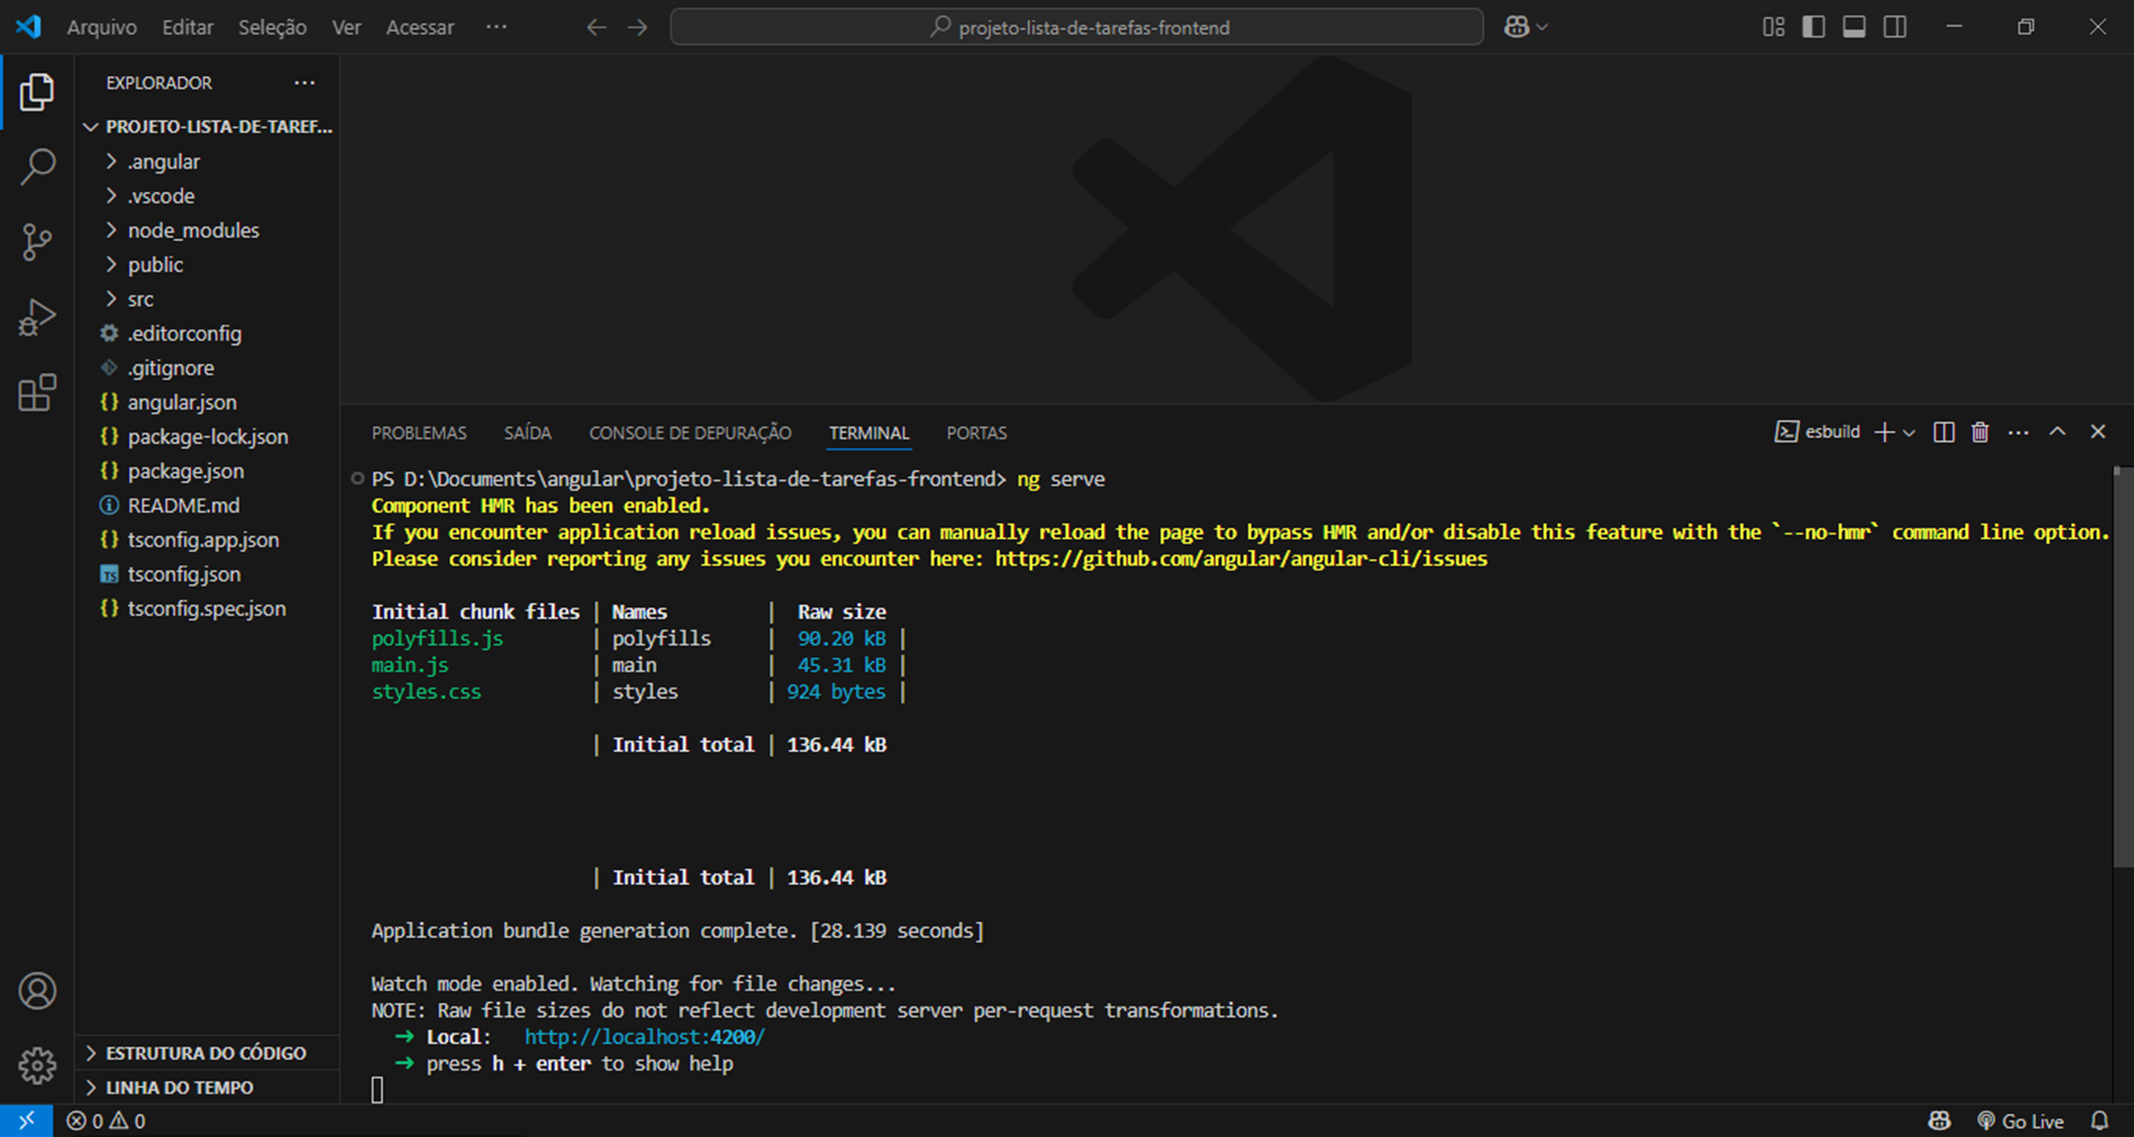 Arquivo Editar Seleção Ver Acessar ··· projeto-lista-de-tarefas-frontend
EXPLORADOR ···
PROJETO-LISTA-DE-TAREF...
.angular
.vscode
node_modules
public
src
.editorconfig
.gitignore
{} angular.json
{} package-lock.json
{} package.json
README.md
{} tsconfig.app.json
TS tsconfig.json
{} tsconfig.spec.json
ESTRUTURA DO CÓDIGO
LINHA DO TEMPO
PROBLEMAS SAÍDA CONSOLE DE DEPURAÇÃO TERMINAL PORTAS esbuild
PS D:\Documents\angular\projeto-lista-de-tarefas-frontend> ng serve
Component HMR has been enabled.
If you encounter application reload issues, you can manually reload the page to bypass HMR and/or disable this feature with the `--no-hmr` command line option.
Please consider reporting any issues you encounter here: https://github.com/angular/angular-cli/issues
Initial chunk files | Names | Raw size
polyfills.js | polyfills | 90.20 kB |
main.js | main | 45.31 kB |
styles.css | styles | 924 bytes |
| Initial total | 136.44 kB
| Initial total | 136.44 kB
Application bundle generation complete. [28.139 seconds]
Watch mode enabled. Watching for file changes...
NOTE: Raw file sizes do not reflect development server per-request transformations.
➜ Local: http://localhost:4200/
➜ press h + enter to show help
0 0 Go Live